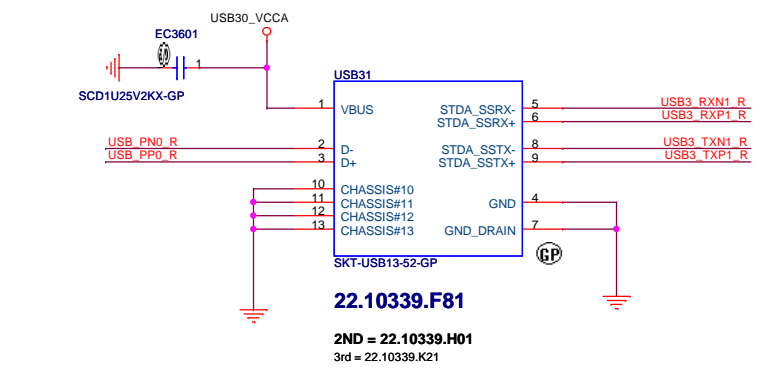 USB30_VCCA
EC3601
1
SCD1U25V2KX-GP
USB31
1 VBUS
STDA_SSRX- 5 USB3_RXN1_R
STDA_SSRX+ 6 USB3_RXP1_R
USB_PN0_R 2 D-
USB_PP0_R 3 D+
STDA_SSTX- 8 USB3_TXN1_R
STDA_SSTX+ 9 USB3_TXP1_R
10 CHASSIS#10
11 CHASSIS#11
12 CHASSIS#12
13 CHASSIS#13
GND 4
GND_DRAIN 7
GP
SKT-USB13-52-GP
22.10339.F81
2ND = 22.10339.H01
3rd = 22.10339.K21